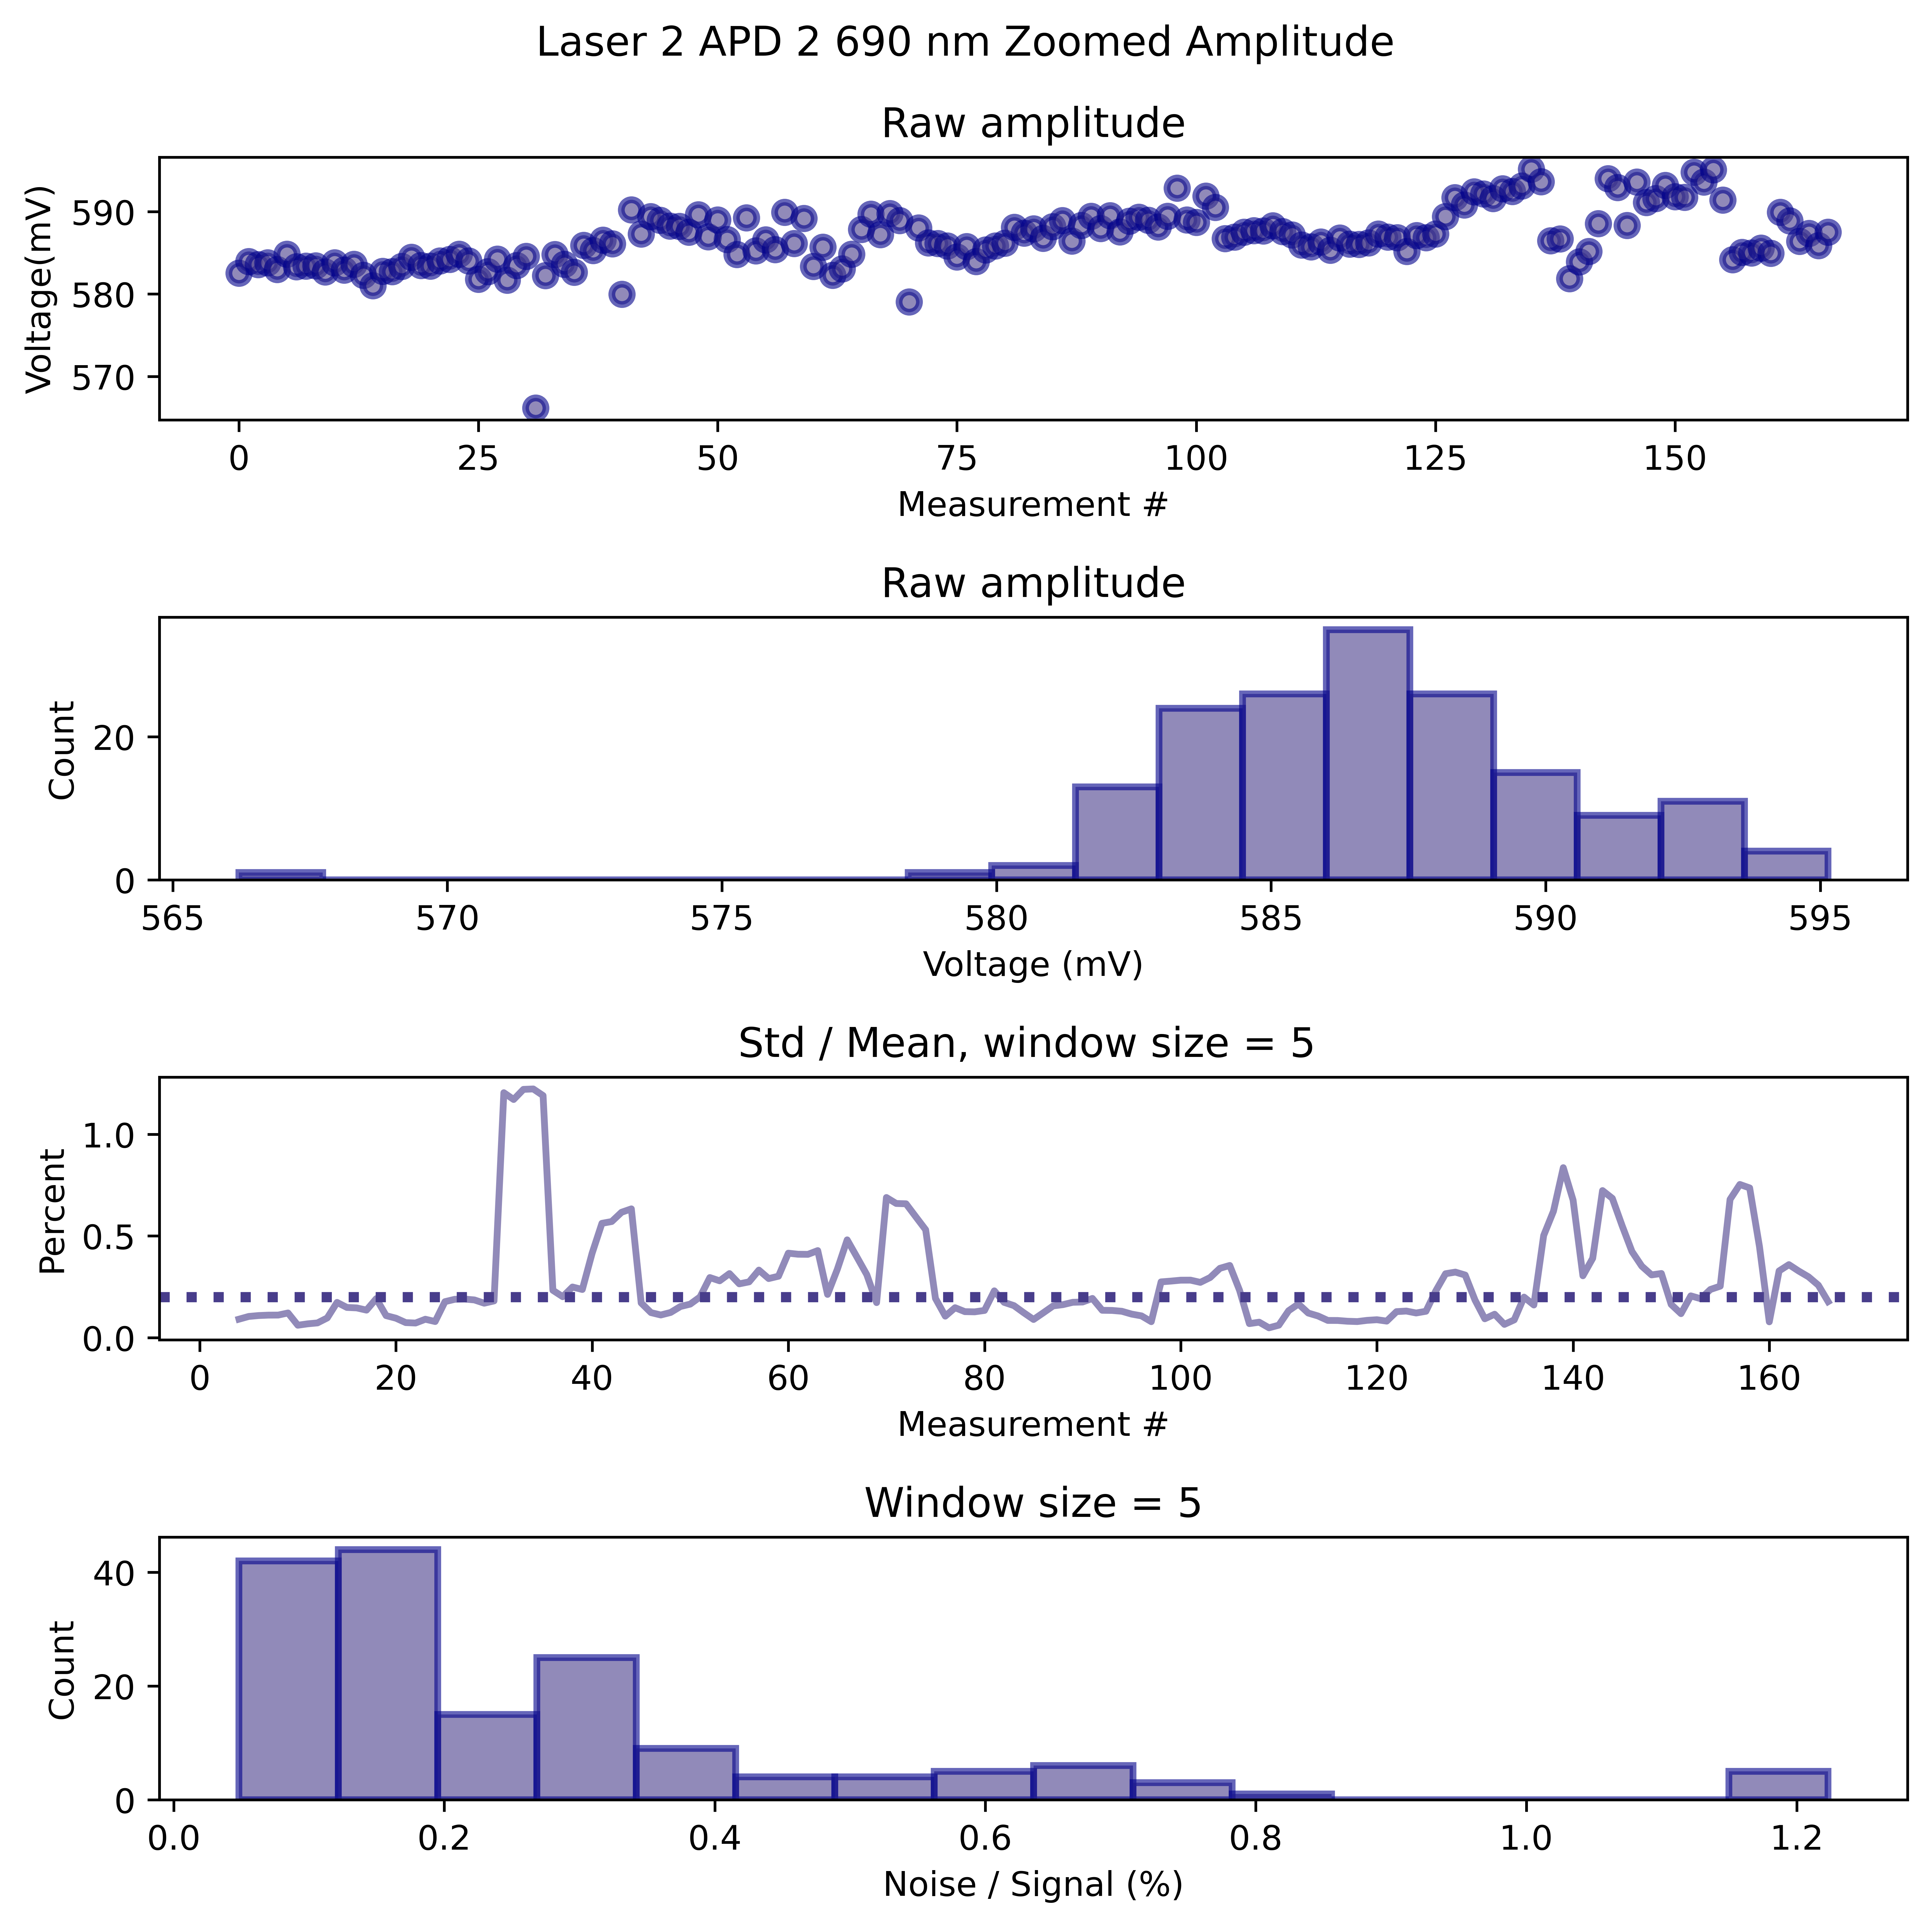 Laser 2 APD 2 690 nm Zoomed Amplitude
Raw amplitude
Voltage(mV)
590
580
570
0 25 50 75 100 125 150
Measurement #
Raw amplitude
Count
20
0
565 570 575 580 585 590 595
Voltage (mV)
Std / Mean, window size = 5
Percent
1.0
0.5
0.0
0 20 40 60 80 100 120 140 160
Measurement #
Window size = 5
Count
40
20
0
0.0 0.2 0.4 0.6 0.8 1.0 1.2
Noise / Signal (%)